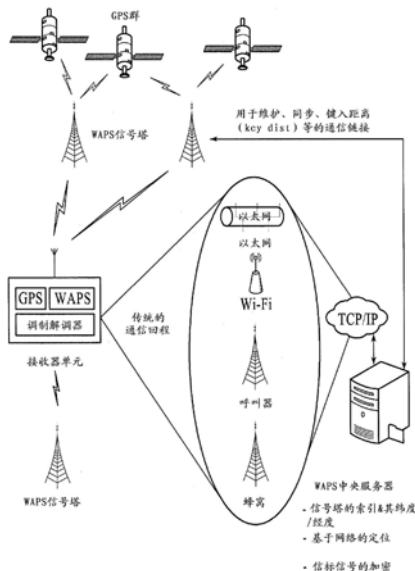 GPS群
WAPS信号塔
用于维护、同步、键入距离
(key dist)等的通信链接
以太网
以太网
Wi-Fi
GPS
WAPS
调制解调器
接收器单元
传统的
通信回程
TCP/IP
呼叫器
WAPS信号塔
蜂窝
WAPS中央服务器
- 信号塔的索引&其纬度
/经度
- 基于网络的定位
- 信标信号的加密